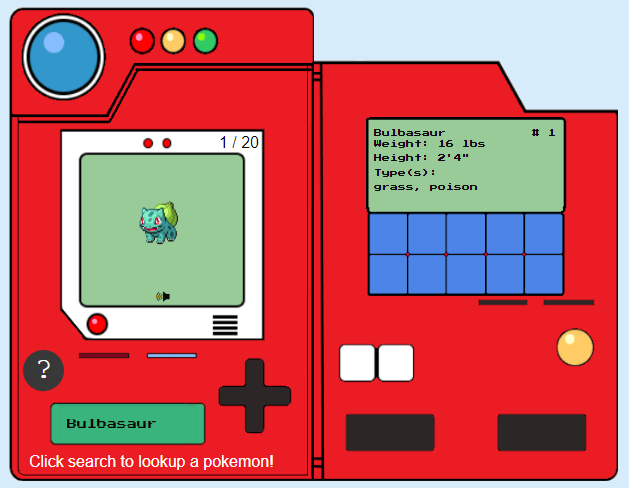 1 / 20
Bulbasaur # 1
Weight: 16 lbs
Height: 2'4"
Type(s):
grass, poison
?
Bulbasaur
Click search to lookup a pokemon!